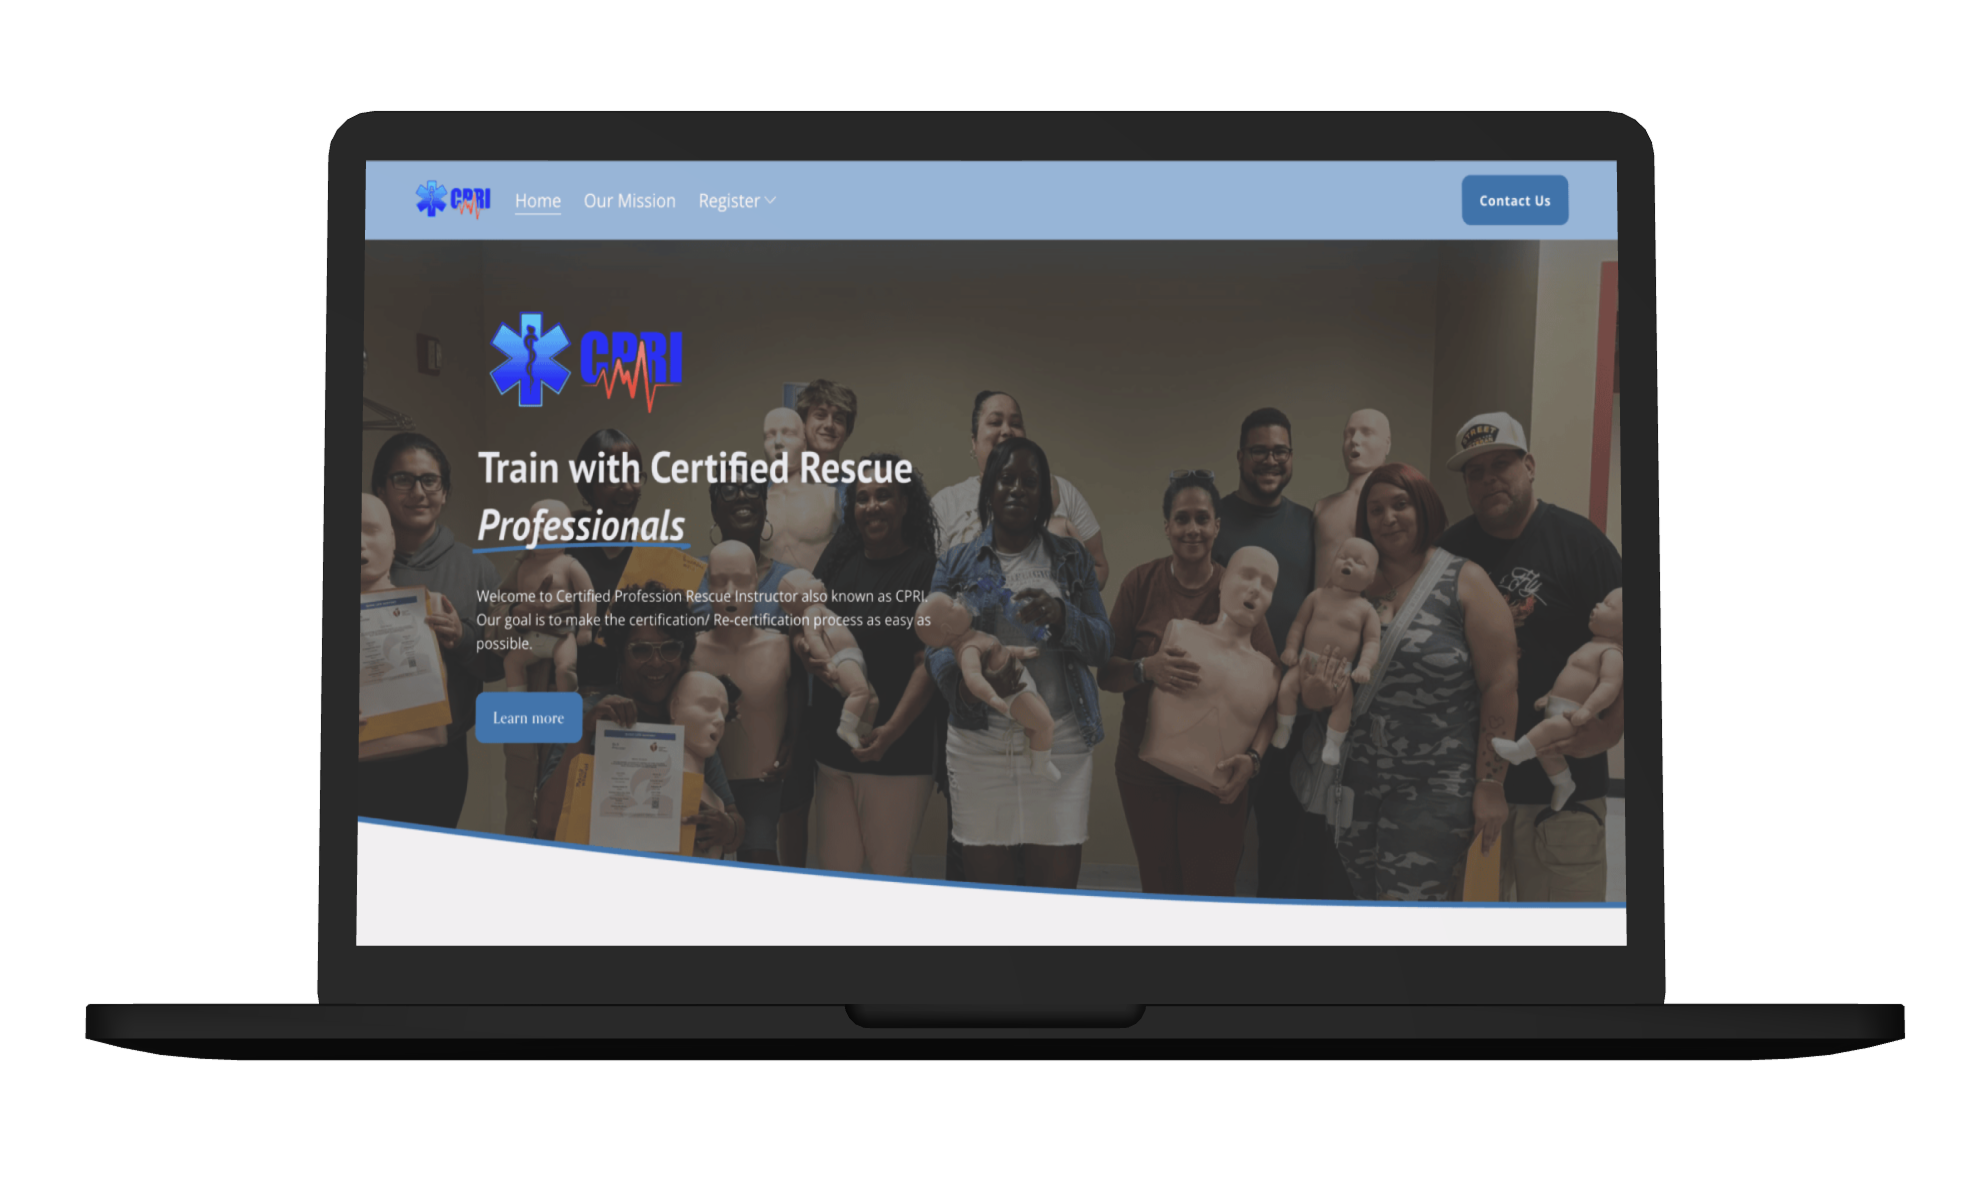 CPRI
Home
Our Mission
Register
Contact Us
CPRI
Train with Certified Rescue
Professionals
Welcome to Certified Profession Rescue Instructor also known as CPRI.
Our goal is to make the certification/ Re-certification process as easy as
possible.
Learn more
STREET